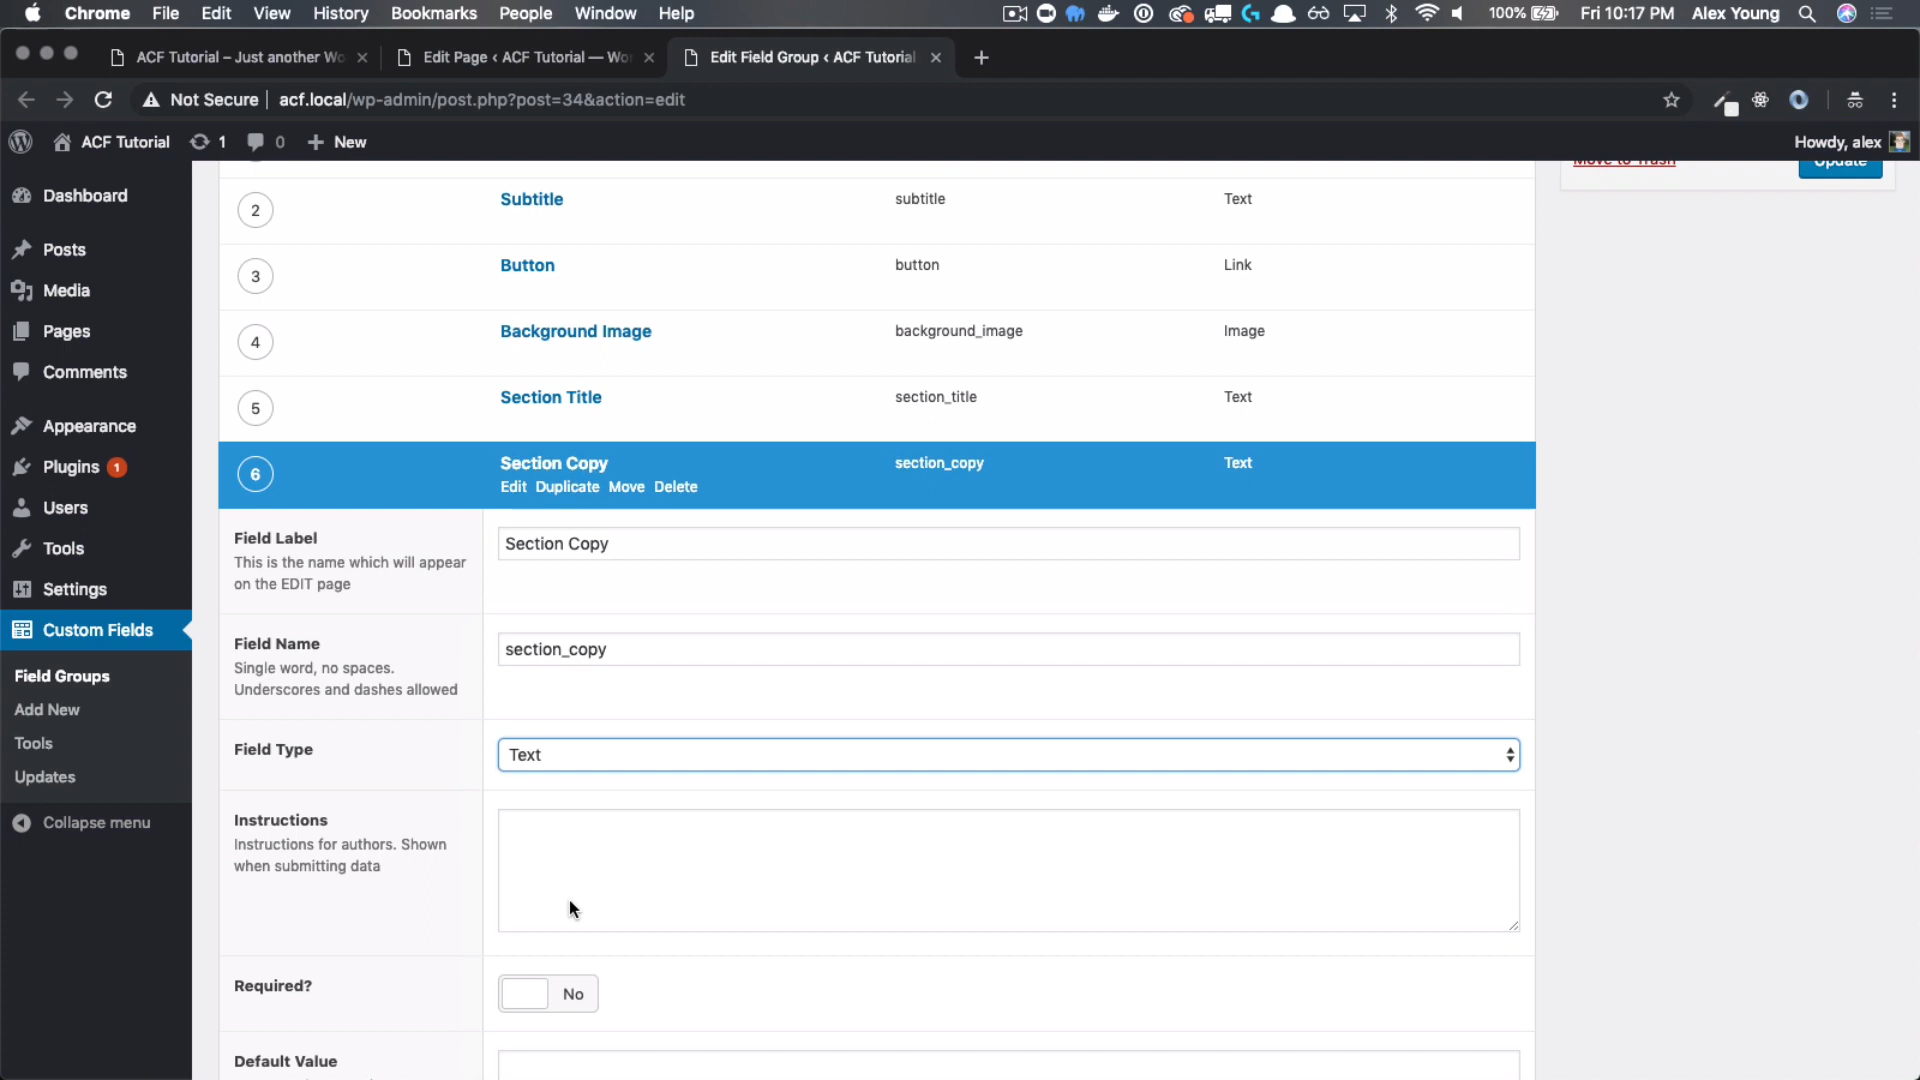 Chrome File Edit View History Bookmarks People Window Help 100% Fri 10:17 PM Alex Young
ACF Tutorial – Just another Wo
Edit Page ‹ ACF Tutorial — Wor
Edit Field Group ‹ ACF Tutorial
Not Secure acf.local/wp-admin/post.php?post=34&action=edit
ACF Tutorial 1 0 New Howdy, alex
Move to Trash Update
Dashboard
Posts
Media
Pages
Comments
Appearance
Plugins 1
Users
Tools
Settings
Custom Fields
Field Groups
Add New
Tools
Updates
Collapse menu
2 Subtitle subtitle Text
3 Button button Link
4 Background Image background_image Image
5 Section Title section_title Text
6 Section Copy section_copy Text
Edit Duplicate Move Delete
Field Label
This is the name which will appear
on the EDIT page
Section Copy
Field Name
Single word, no spaces.
Underscores and dashes allowed
section_copy
Field Type
Text
Instructions
Instructions for authors. Shown
when submitting data
Required?
No
Default Value